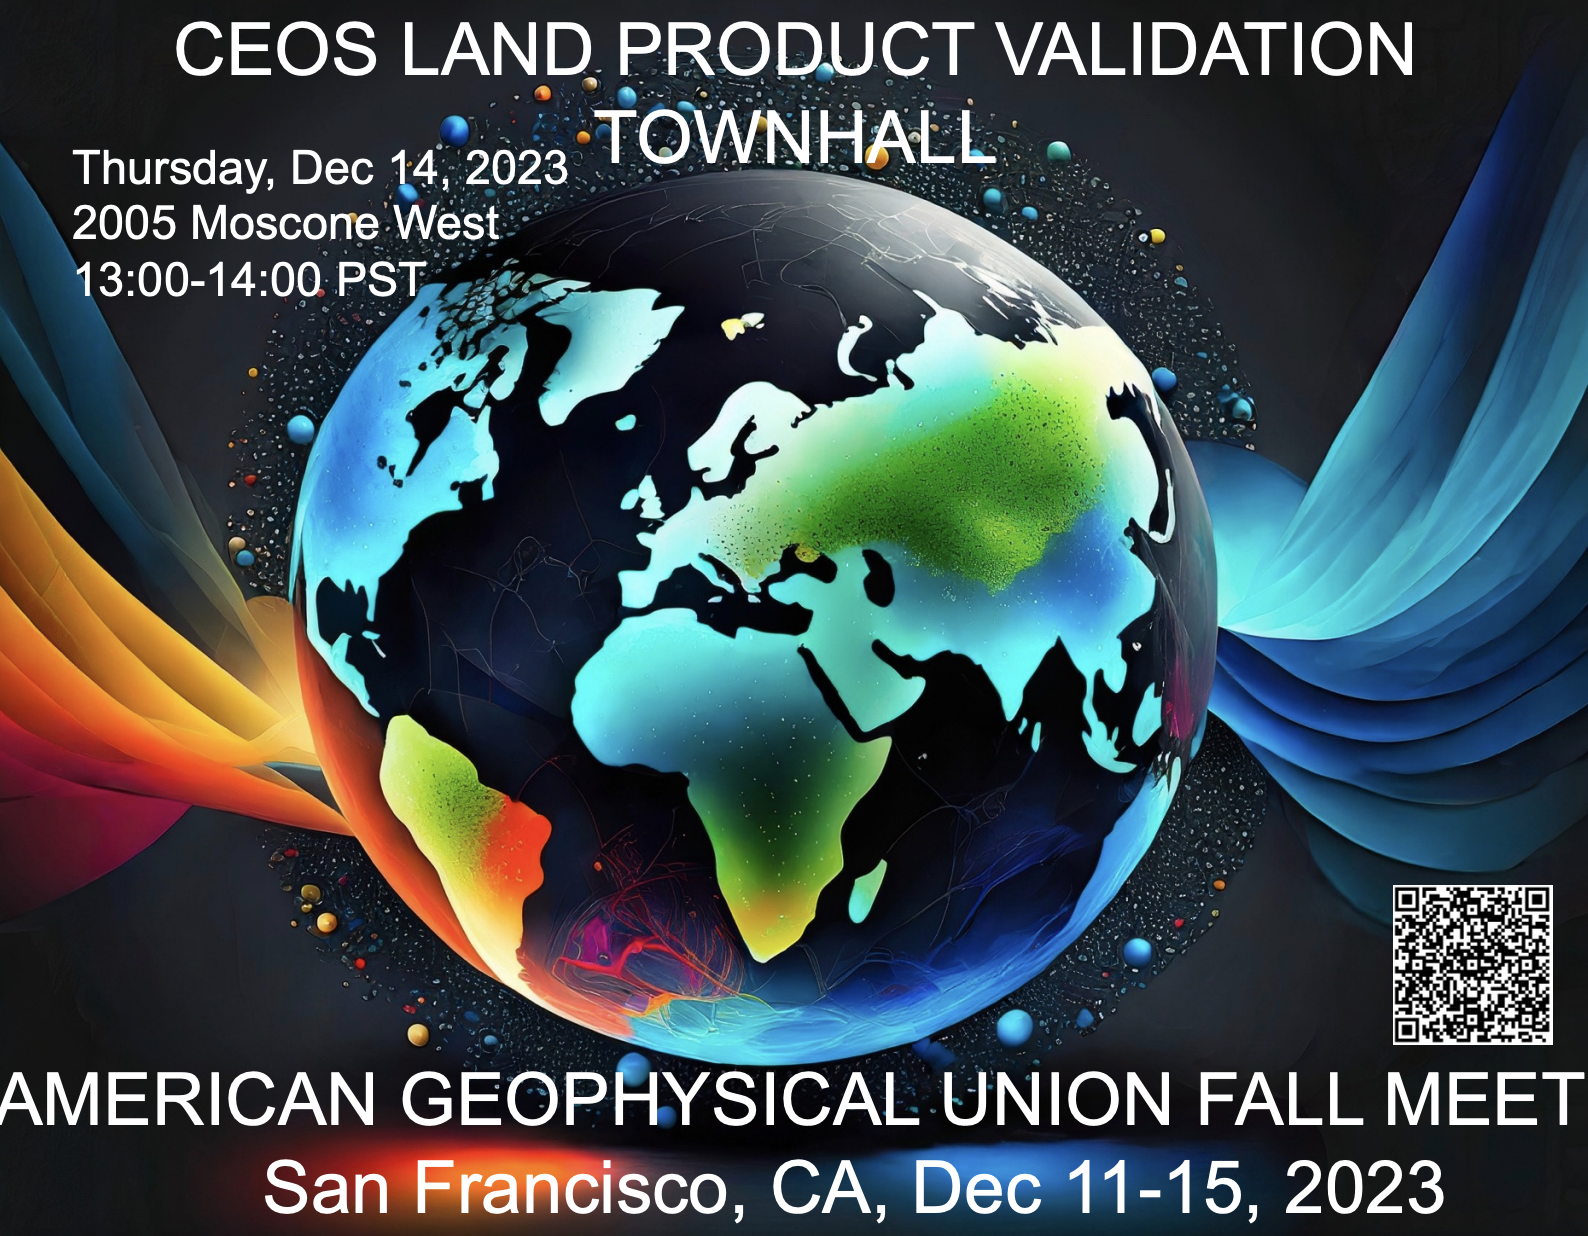 CEOS LAND PRODUCT VALIDATION
TOWNHALL
Thursday, Dec 14, 2023
2005 Moscone West
13:00-14:00 PST
AMERICAN GEOPHYSICAL UNION FALL MEET
San Francisco, CA, Dec 11-15, 2023